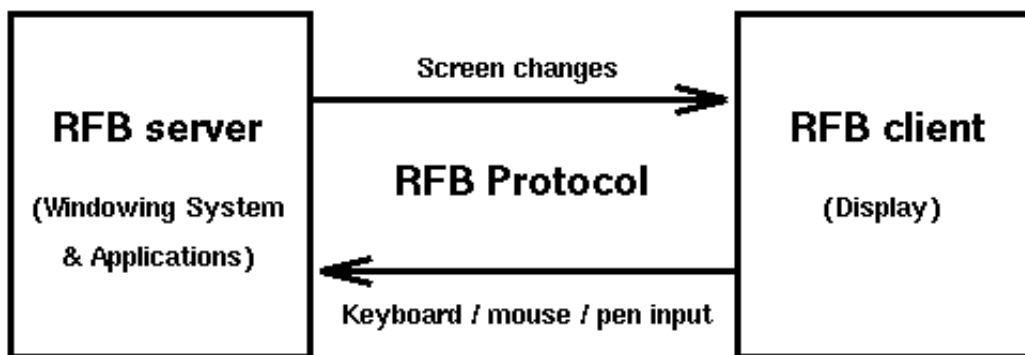 RFB server
(Windowing System
& Applications)
Screen changes
RFB Protocol
Keyboard / mouse / pen input
RFB client
(Display)